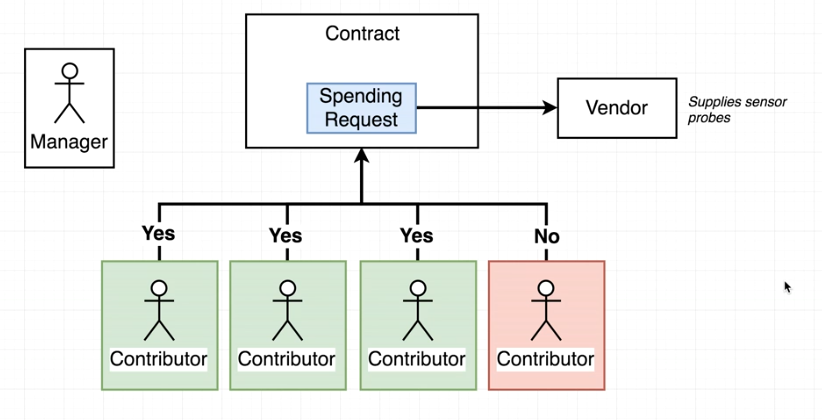 Contract
Spending
Request
Manager
Vendor
Supplies sensor
probes
Yes
Yes
Yes
No
Contributor
Contributor
Contributor
Contributor